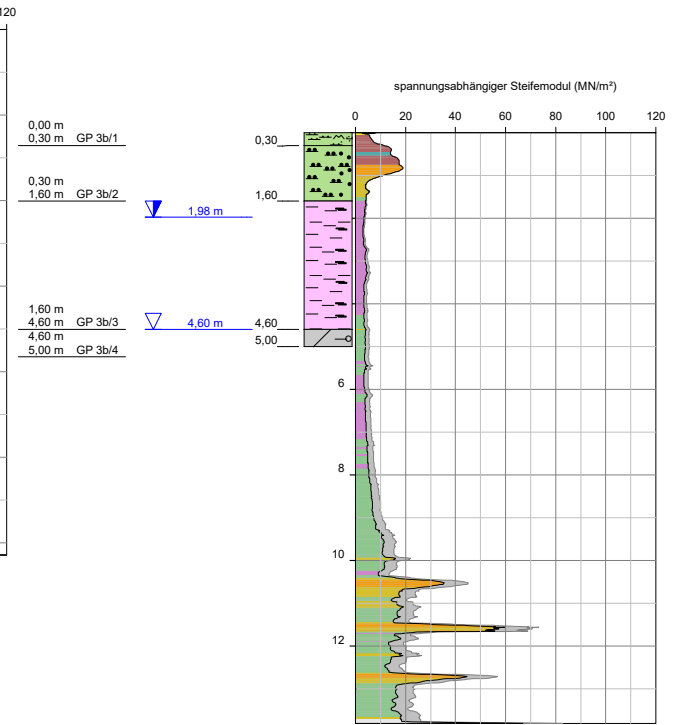 120
spannungsabhängiger Steifemodul (MN/m²)
0 20 40 60 80 100 120
0,00 m
0,30 m GP 3b/1
0,30
0,30 m
1,60 m GP 3b/2
1,60
1,98 m
1,60 m
4,60 m GP 3b/3
4,60 m
4,60
4,60 m
5,00 m GP 3b/4
5,00
6
8
10
12